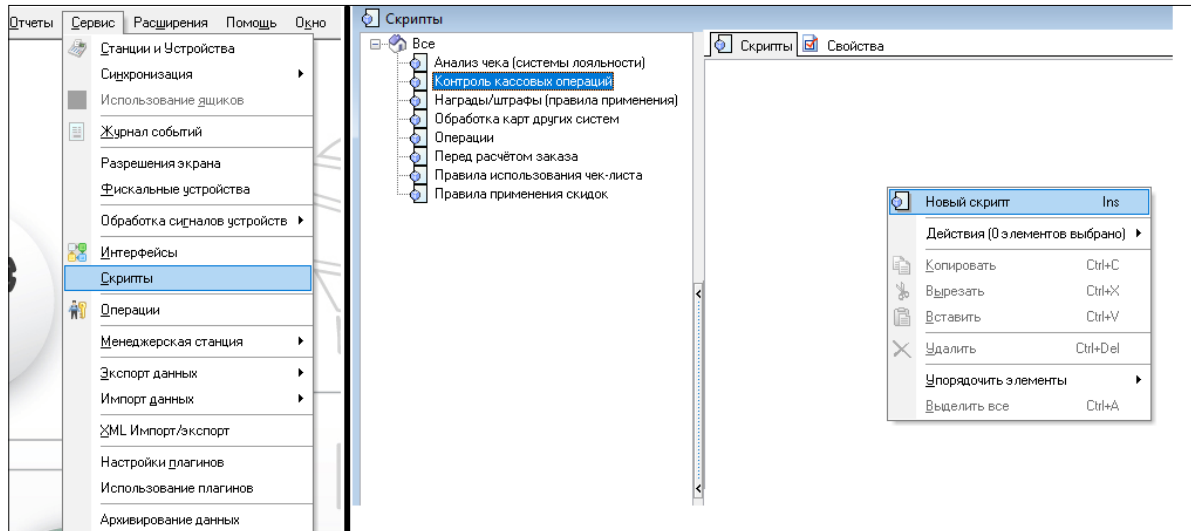 Отчеты Сервис Расширения Помощь Окно
Станции и Устройства
Синхронизация
Использование ящиков
Журнал событий
Разрешения экрана
Фискальные устройства
Обработка сигналов устройств
Интерфейсы
Скрипты
Операции
Менеджерская станция
Экспорт данных
Импорт данных
XML Импорт/экспорт
Настройки плагинов
Использование плагинов
Архивирование данных
Скрипты
Все
Анализ чека (системы лояльности)
Контроль кассовых операций
Награды/штрафы (правила применения)
Обработка карт других систем
Операции
Перед расчётом заказа
Правила использования чек-листа
Правила применения скидок
Скрипты Свойства
Новый скрипт Ins
Действия (0 элементов выбрано)
Копировать Ctrl+C
Вырезать Ctrl+X
Вставить Ctrl+V
Удалить Ctrl+Del
Упорядочить элементы
Выделить все Ctrl+A